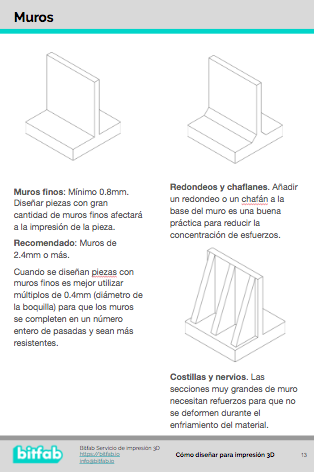 Muros
Muros finos: Mínimo 0.8mm.
Diseñar piezas con gran
cantidad de muros finos afectará
a la impresión de la pieza.
Recomendado: Muros de
2.4mm o más.
Cuando se diseñan piezas con
muros finos es mejor utilizar
múltiplos de 0.4mm (diámetro de
la boquilla) para que los muros
se completen en un número
entero de pasadas y sean más
resistentes.
Redondeos y chaflanes. Añadir
un redondeo o un chafán a la
base del muro es una buena
práctica para reducir la
concentración de esfuerzos.
Costillas y nervios. Las
secciones muy grandes de muro
necesitan refuerzos para que no
se deformen durante el
enfriamiento del material.
bitfab
Bitfab Servicio de impresión 3D
https://bitfab.io
info@bitfab.io
Cómo diseñar para impresión 3D
13